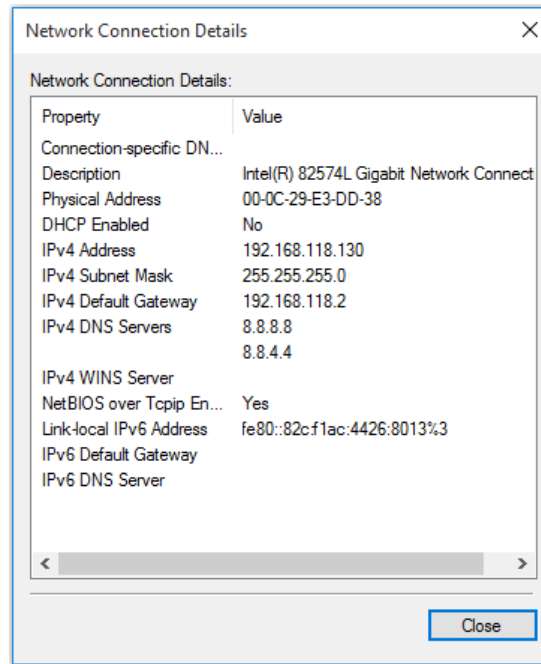 Network Connection Details
Network Connection Details:
Property Value
Connection-specific DN...
Description Intel(R) 82574L Gigabit Network Connect
Physical Address 00-0C-29-E3-DD-38
DHCP Enabled No
IPv4 Address 192.168.118.130
IPv4 Subnet Mask 255.255.255.0
IPv4 Default Gateway 192.168.118.2
IPv4 DNS Servers 8.8.8.8
8.8.4.4
IPv4 WINS Server
NetBIOS over Tcpip En... Yes
Link-local IPv6 Address fe80::82c:f1ac:4426:8013%3
IPv6 Default Gateway
IPv6 DNS Server
Close